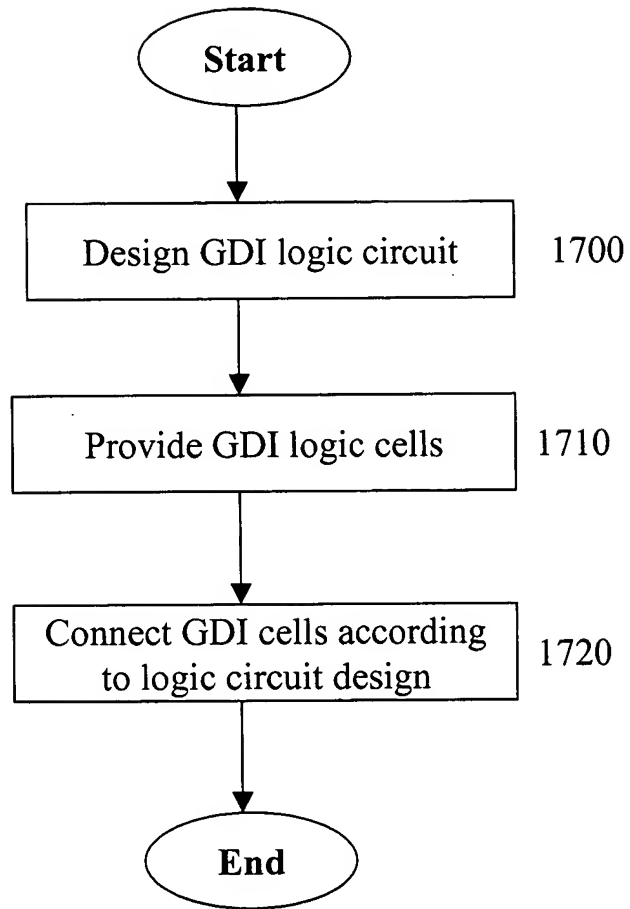 Start
Design GDI logic circuit 1700
Provide GDI logic cells 1710
Connect GDI cells according
to logic circuit design 1720
End